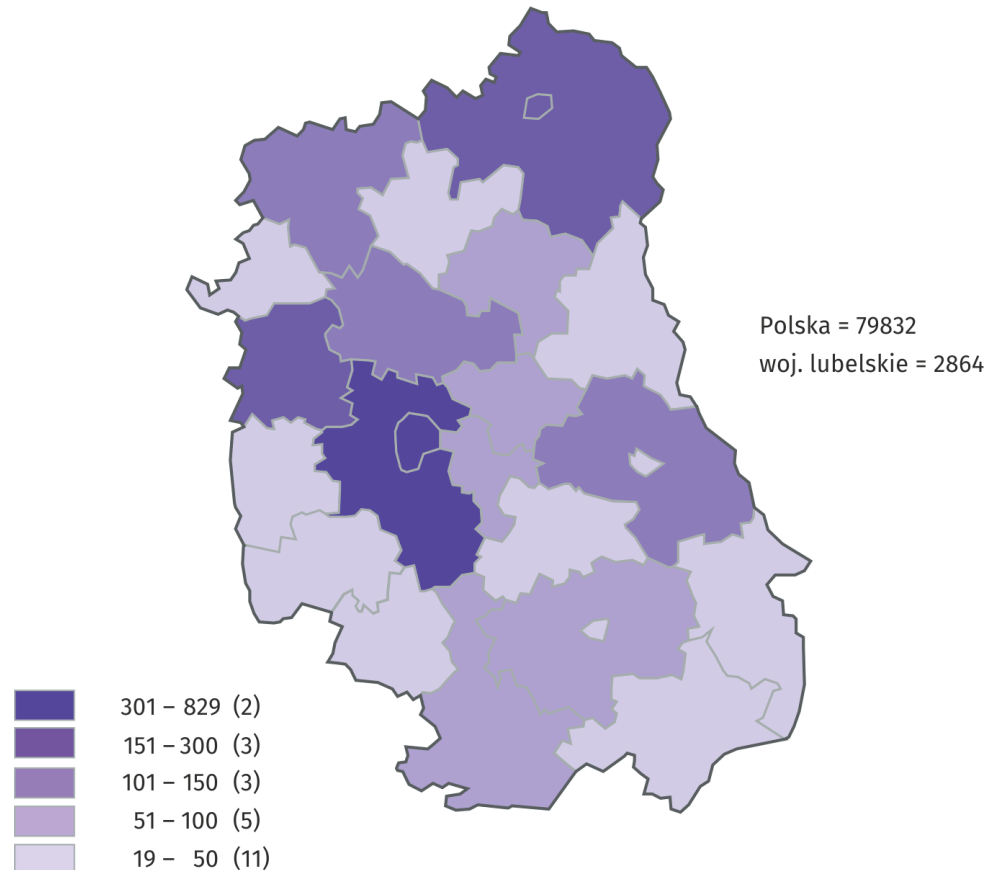 Polska = 79832
woj. lubelskie = 2864
301 – 829 (2)
151 – 300 (3)
101 – 150 (3)
51 – 100 (5)
19 – 50 (11)